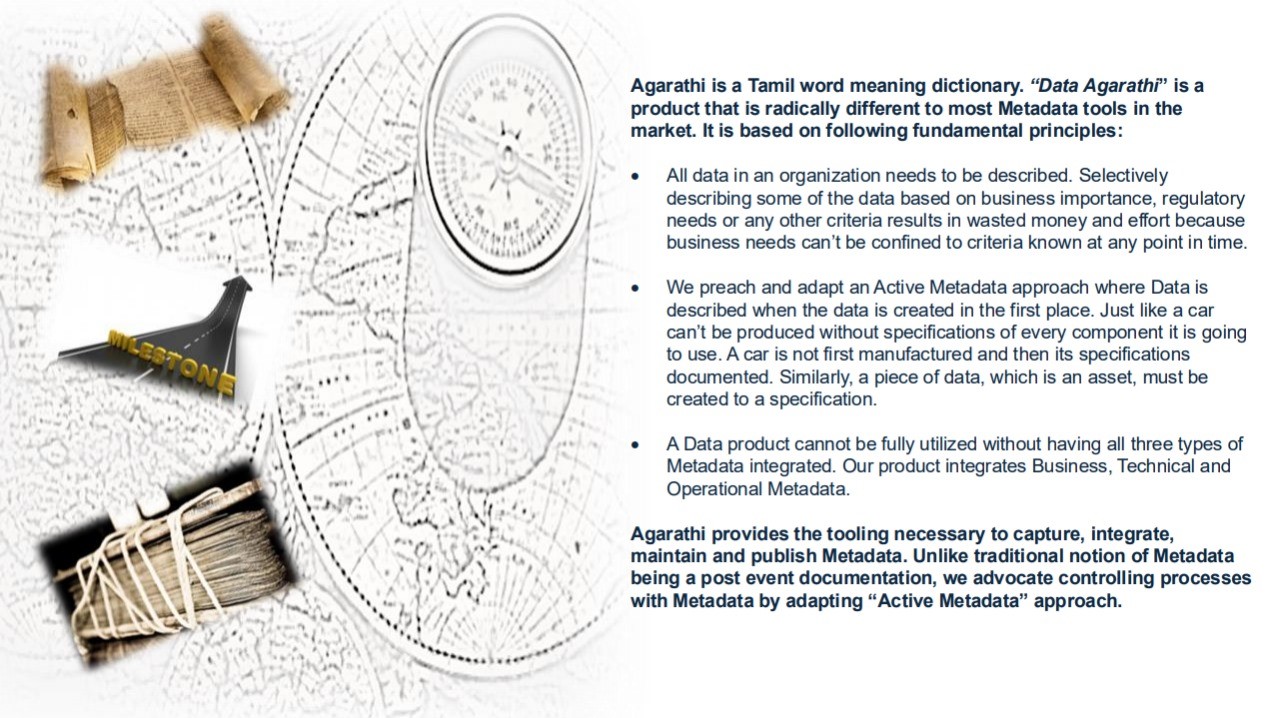 Agarathi is a Tamil word meaning dictionary. “Data Agarathi” is a
product that is radically different to most Metadata tools in the
market. It is based on following fundamental principles:
• All data in an organization needs to be described. Selectively
describing some of the data based on business importance, regulatory
needs or any other criteria results in wasted money and effort because
business needs can’t be confined to criteria known at any point in time.
• We preach and adapt an Active Metadata approach where Data is
described when the data is created in the first place. Just like a car
can’t be produced without specifications of every component it is going
to use. A car is not first manufactured and then its specifications
documented. Similarly, a piece of data, which is an asset, must be
created to a specification.
• A Data product cannot be fully utilized without having all three types of
Metadata integrated. Our product integrates Business, Technical and
Operational Metadata.
Agarathi provides the tooling necessary to capture, integrate,
maintain and publish Metadata. Unlike traditional notion of Metadata
being a post event documentation, we advocate controlling processes
with Metadata by adapting “Active Metadata” approach.
MILESTONE